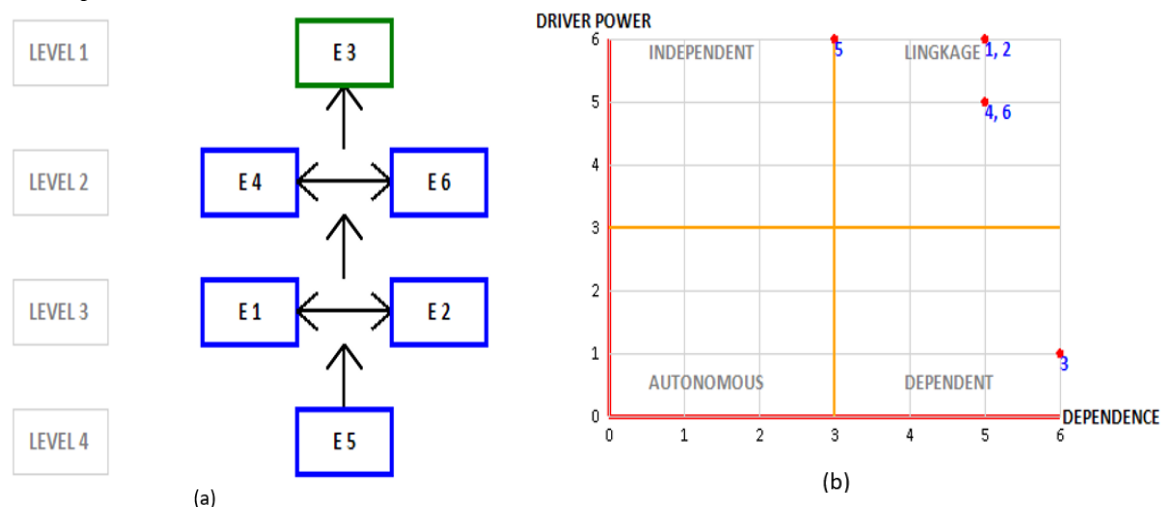 LEVEL 1
E 3
LEVEL 2
E 4
E 6
LEVEL 3
E 1
E 2
LEVEL 4
E 5
(a)
DRIVER POWER
6
5
4
3
2
1
0
INDEPENDENT
LINGKAGE
5
1, 2
4, 6
3
AUTONOMOUS
DEPENDENT
0 1 2 3 4 5 6
DEPENDENCE
(b)